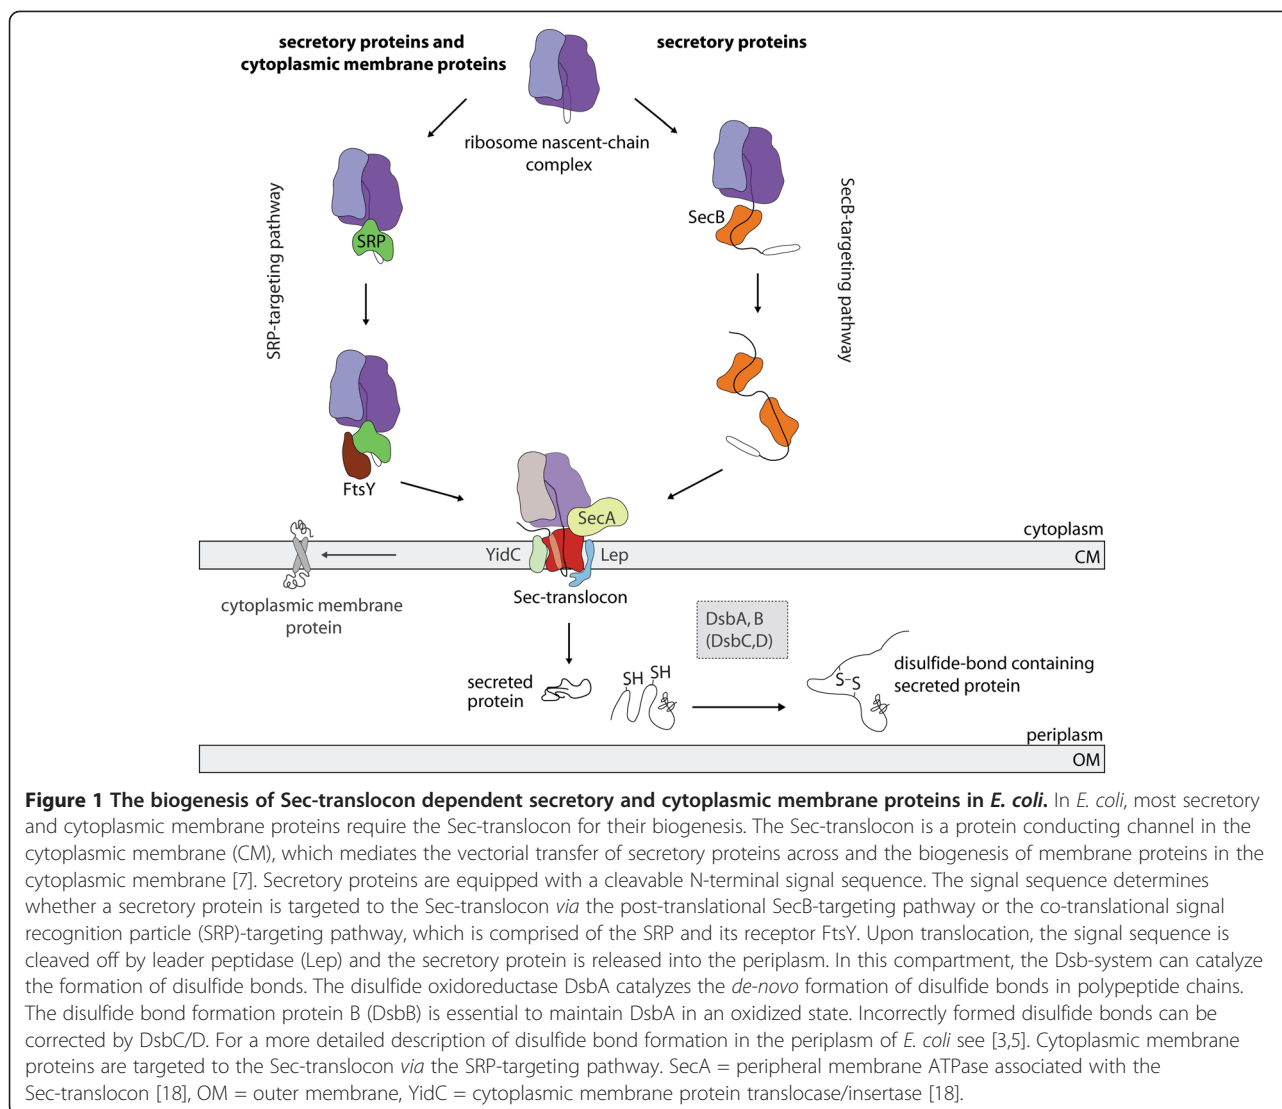 secretory proteins and
cytoplasmic membrane proteins
secretory proteins
ribosome nascent-chain
complex
SRP-targeting pathway
SRP
SecB
SecB-targeting pathway
FtsY
SecA
cytoplasm
YidC
Lep
CM
Sec-translocon
cytoplasmic membrane
protein
DsbA, B
(DsbC,D)
secreted
protein
SH
SH
S-S
disulfide-bond containing
secreted protein
periplasm
OM
Figure 1 The biogenesis of Sec-translocon dependent secretory and cytoplasmic membrane proteins in E. coli. In E. coli, most secretory
and cytoplasmic membrane proteins require the Sec-translocon for their biogenesis. The Sec-translocon is a protein conducting channel in the
cytoplasmic membrane (CM), which mediates the vectorial transfer of secretory proteins across and the biogenesis of membrane proteins in the
cytoplasmic membrane [7]. Secretory proteins are equipped with a cleavable N-terminal signal sequence. The signal sequence determines
whether a secretory protein is targeted to the Sec-translocon via the post-translational SecB-targeting pathway or the co-translational signal
recognition particle (SRP)-targeting pathway, which is comprised of the SRP and its receptor FtsY. Upon translocation, the signal sequence is
cleaved off by leader peptidase (Lep) and the secretory protein is released into the periplasm. In this compartment, the Dsb-system can catalyze
the formation of disulfide bonds. The disulfide oxidoreductase DsbA catalyzes the de-novo formation of disulfide bonds in polypeptide chains.
The disulfide bond formation protein B (DsbB) is essential to maintain DsbA in an oxidized state. Incorrectly formed disulfide bonds can be
corrected by DsbC/D. For a more detailed description of disulfide bond formation in the periplasm of E. coli see [3,5]. Cytoplasmic membrane
proteins are targeted to the Sec-translocon via the SRP-targeting pathway. SecA = peripheral membrane ATPase associated with the
Sec-translocon [18], OM = outer membrane, YidC = cytoplasmic membrane protein translocase/insertase [18].